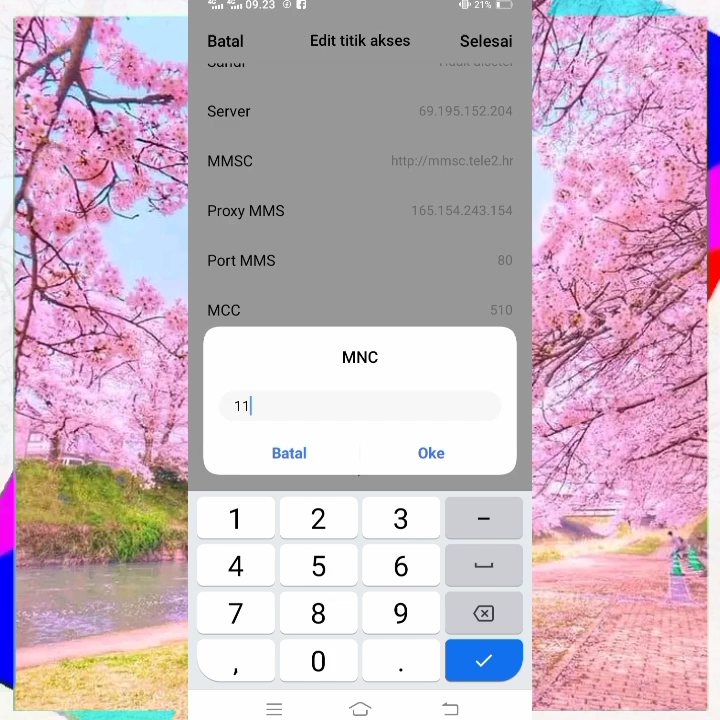 09.23
21%
Batal
Edit titik akses
Selesai
Sandi
Server
69.195.152.204
MMSC
http://mmsc.tele2.hr
Proxy MMS
165.154.243.154
Port MMS
80
MCC
510
MNC
11
Batal
Oke
1 2 3 -
4 5 6
7 8 9
, 0 .